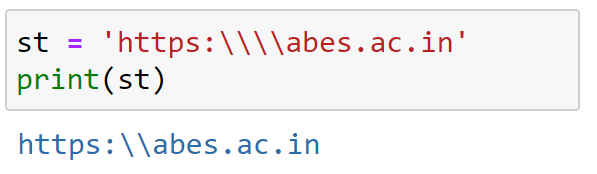 st = 'https:\\\\abes.ac.in'
print(st)
https:\\abes.ac.in